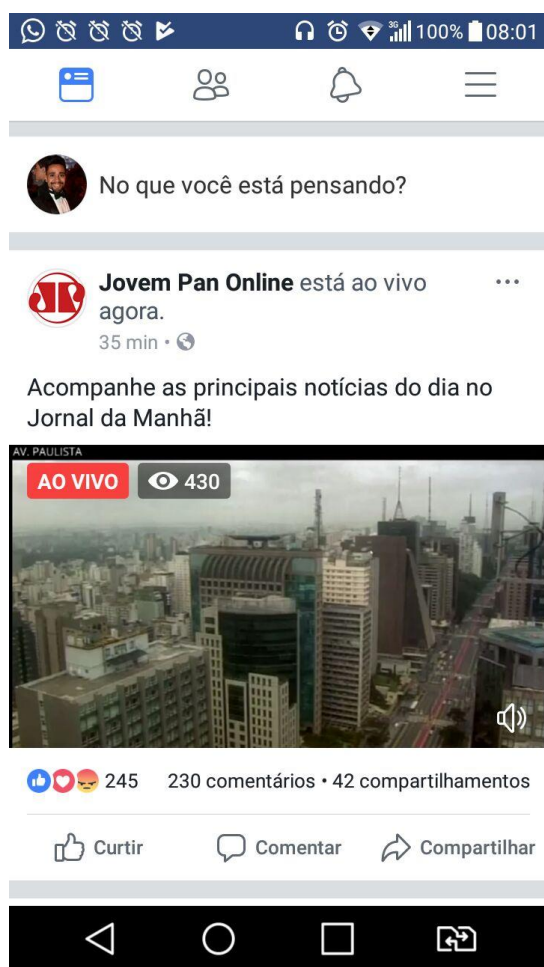 3G 100% 08:01
No que você está pensando?
Jovem Pan Online está ao vivo
agora.
35 min •
Acompanhe as principais notícias do dia no
Jornal da Manhã!
AV. PAULISTA
AO VIVO 430
245 230 comentários • 42 compartilhamentos
Curtir Comentar Compartilhar